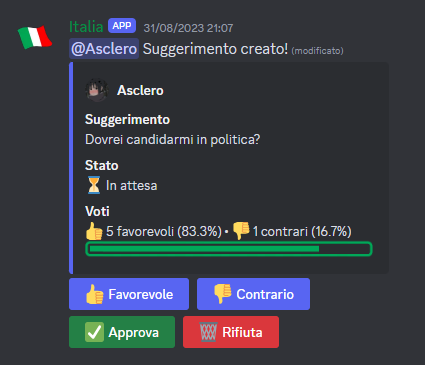 Italia APP 31/08/2023 21:07
@Asclero Suggerimento creato! (modificato)
Asclero
Suggerimento
Dovrei candidarmi in politica?
Stato
⏳ In attesa
Voti
👍 5 favorevoli (83.3%) • 👎 1 contrari (16.7%)
👍 Favorevole 👎 Contrario
✅ Approva 🗑 Rifiuta